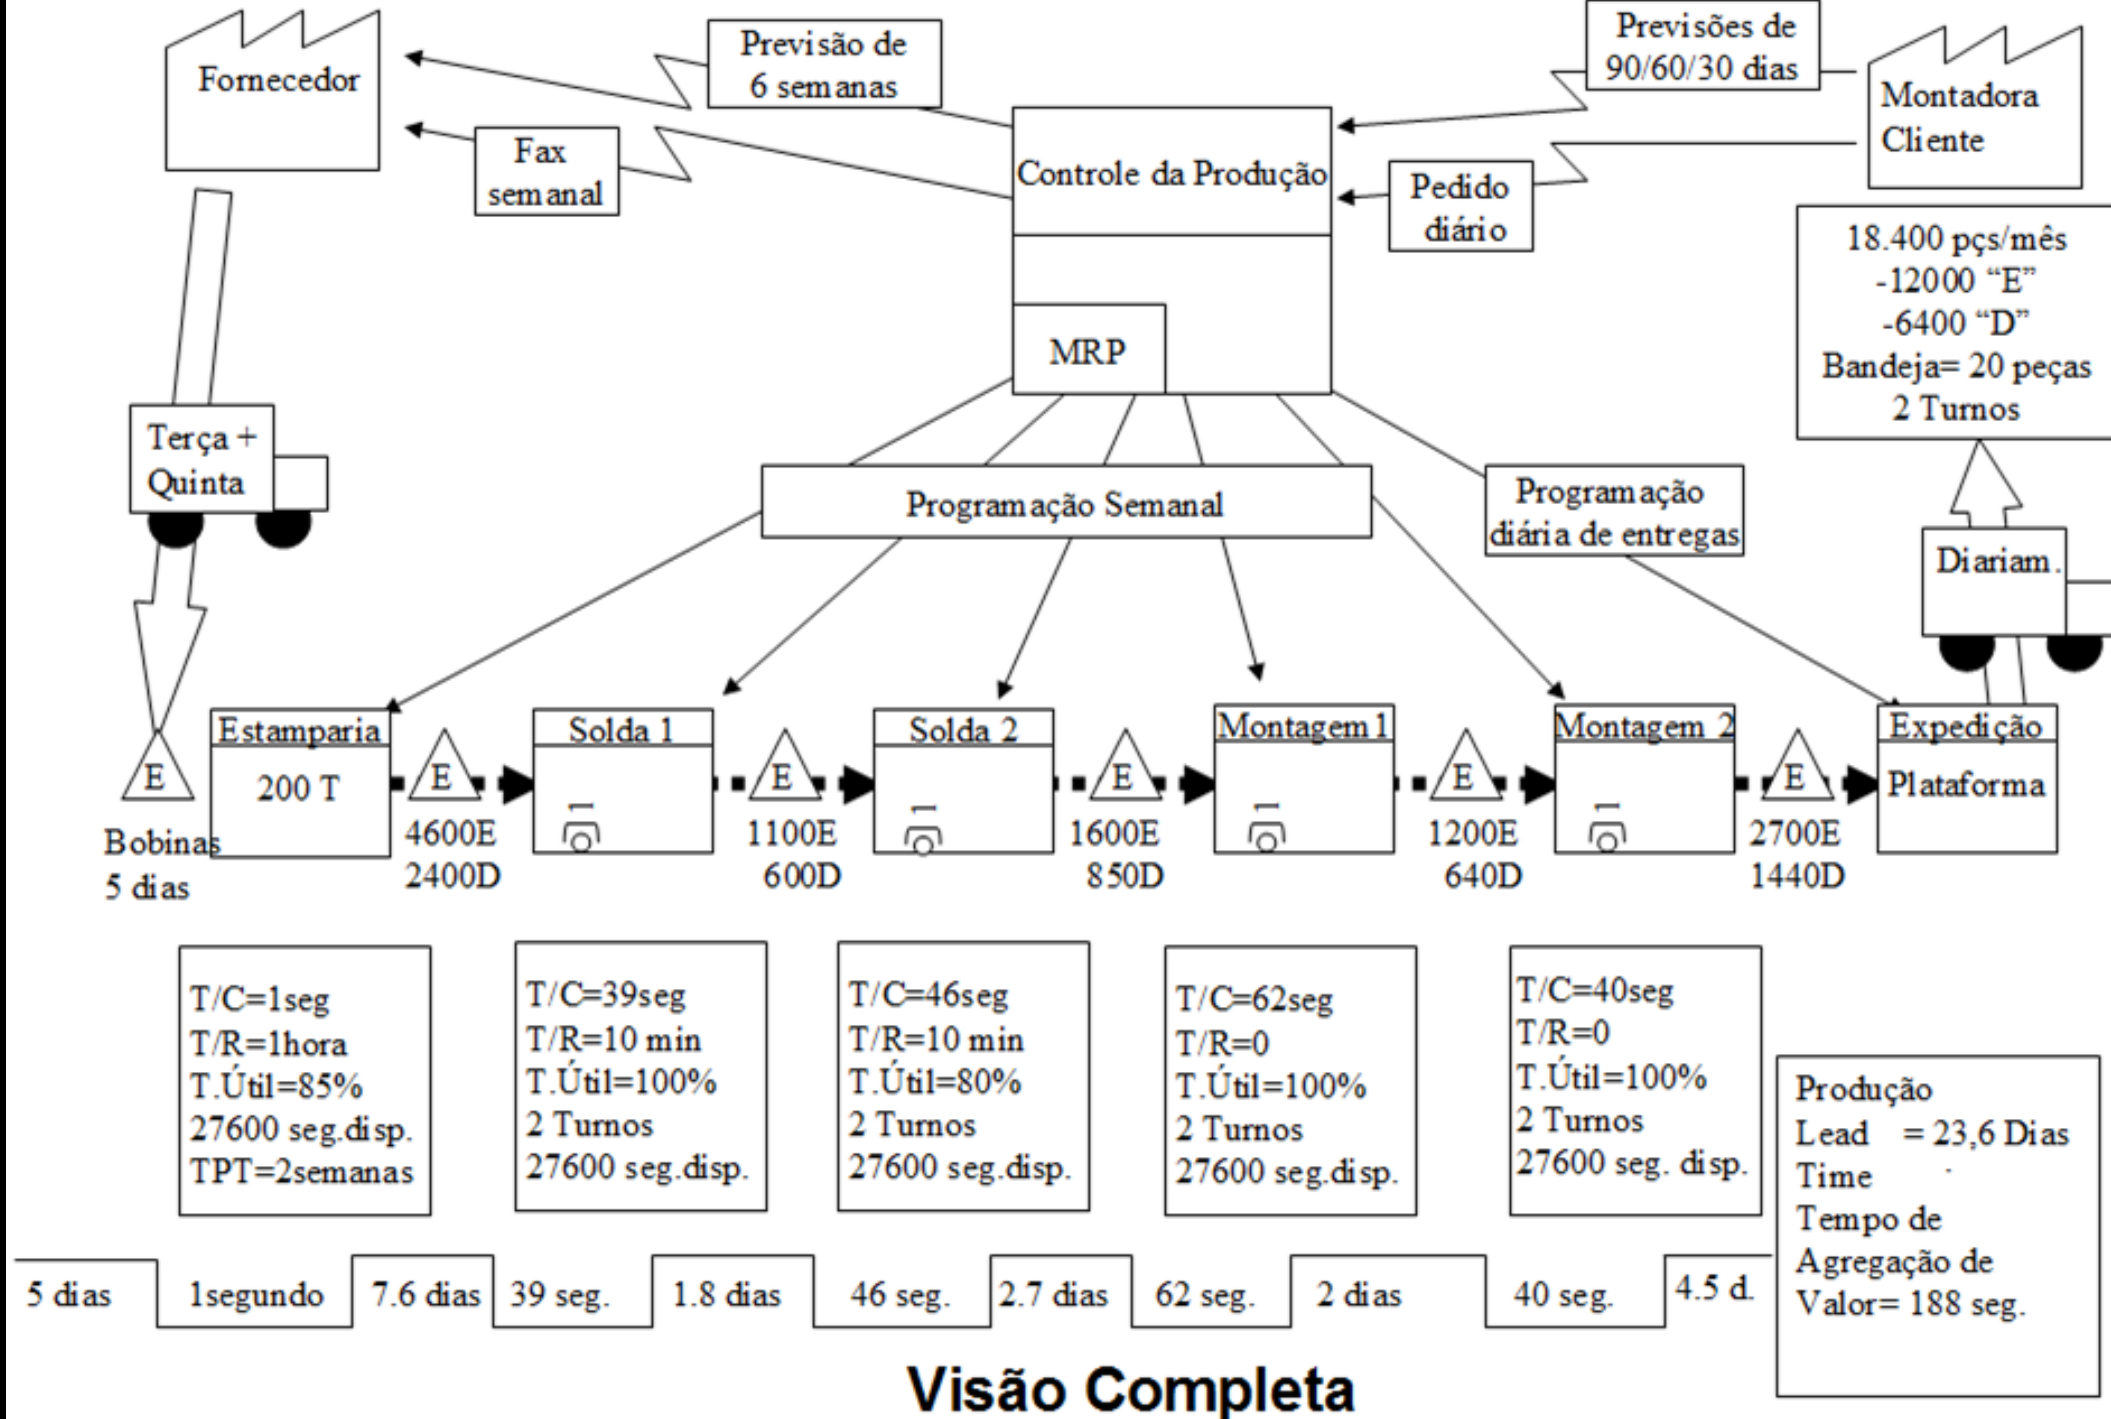 Fornecedor
Previsão de
6 semanas
Fax
semanal
Controle da Produção
MRP
Previsões de
90/60/30 dias
Pedido
diário
Montadora
Cliente
18.400 pçs/mês
-12000 “E”
-6400 “D”
Bandeja= 20 peças
2 Turnos
Terça +
Quinta
Programação Semanal
Programação
diária de entregas
Diariam.
E
Bobinas
5 dias
Estamparia
200 T
E
4600E
2400D
Solda 1
1
E
1100E
600D
Solda 2
1
E
1600E
850D
Montagem 1
1
E
1200E
640D
Montagem 2
1
E
2700E
1440D
Expedição
Plataforma
T/C=1seg
T/R=1hora
T.Útil=85%
27600 seg.disp.
TPT=2semanas
T/C=39seg
T/R=10 min
T.Útil=100%
2 Turnos
27600 seg.disp.
T/C=46seg
T/R=10 min
T.Útil=80%
2 Turnos
27600 seg.disp.
T/C=62seg
T/R=0
T.Útil=100%
2 Turnos
27600 seg.disp.
T/C=40seg
T/R=0
T.Útil=100%
2 Turnos
27600 seg. disp.
Produção
Lead = 23,6 Dias
Time
Tempo de
Agregação de
Valor= 188 seg.
5 dias
1segundo
7.6 dias
39 seg.
1.8 dias
46 seg.
2.7 dias
62 seg.
2 dias
40 seg.
4.5 d.
Visão Completa